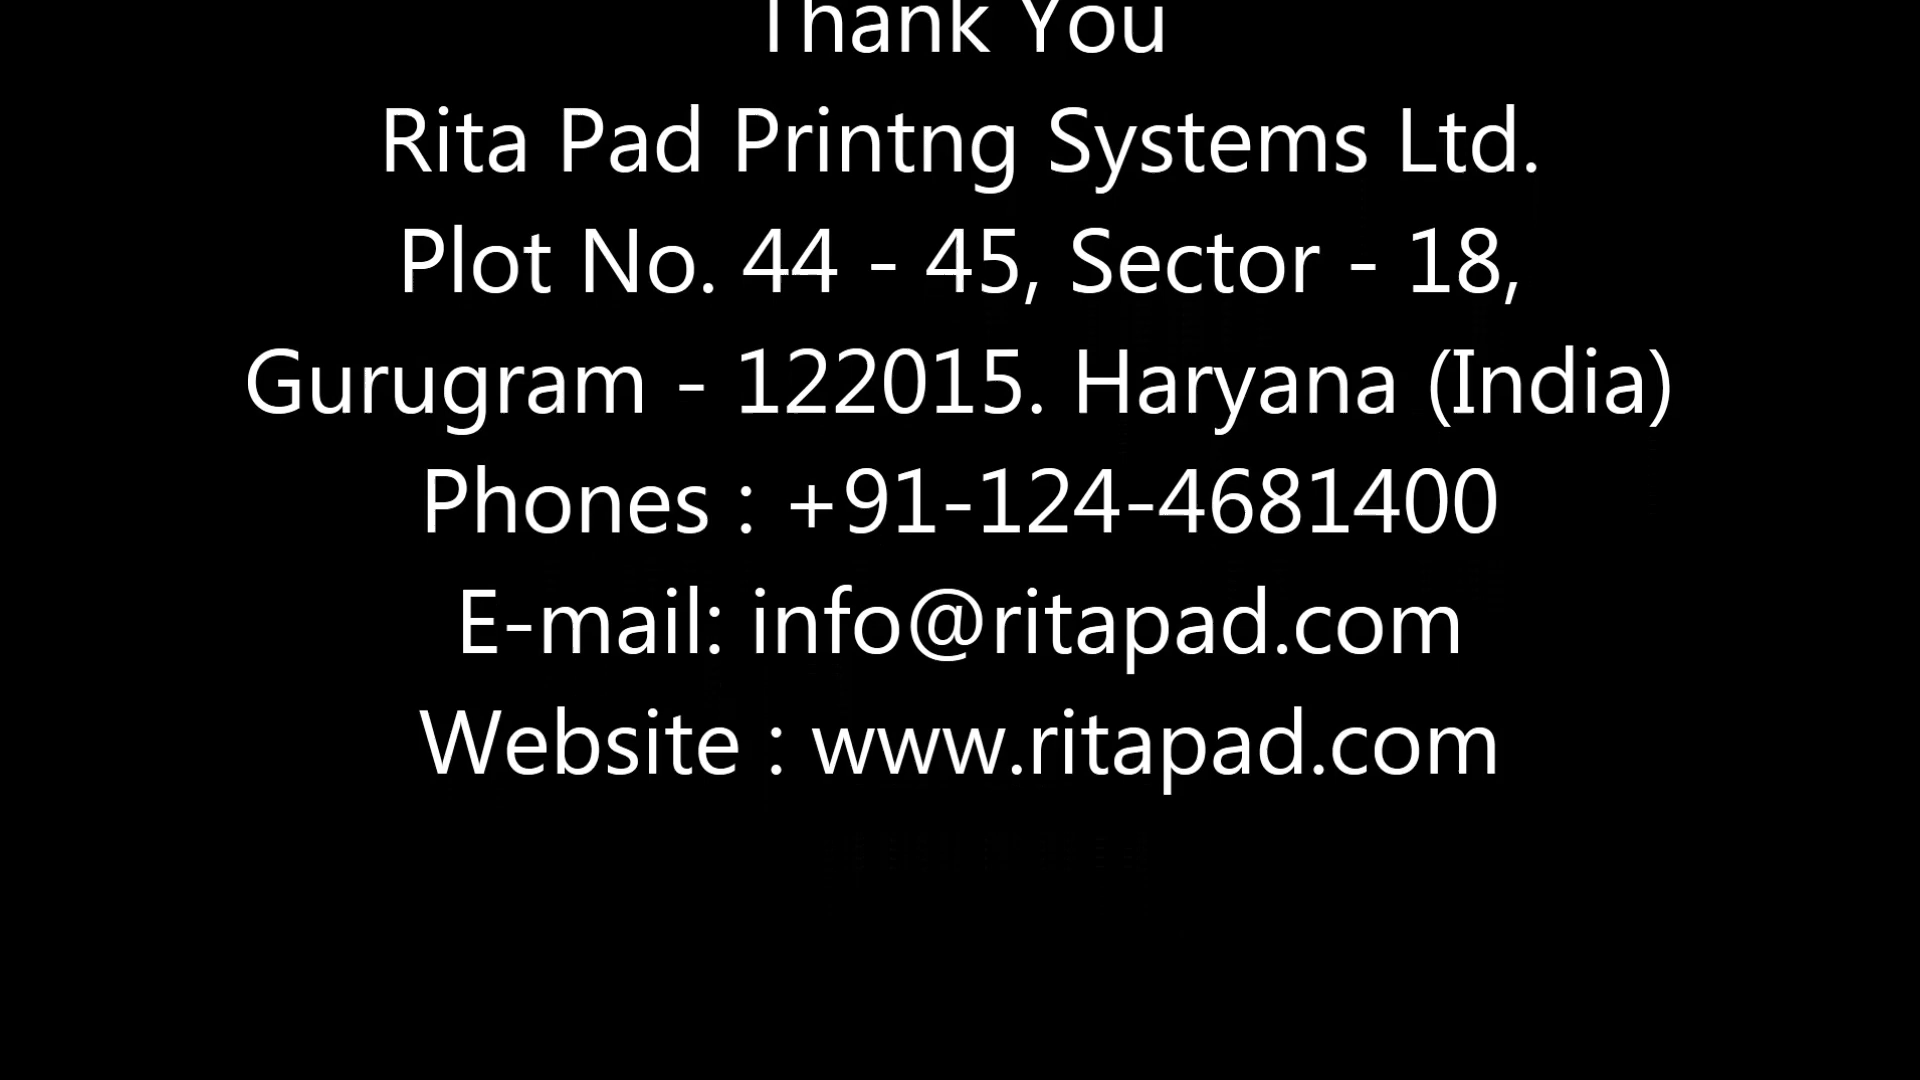 Thank You
Rita Pad Printng Systems Ltd.
Plot No. 44 - 45, Sector - 18,
Gurugram - 122015. Haryana (India)
Phones : +91-124-4681400
E-mail: info@ritapad.com
Website : www.ritapad.com